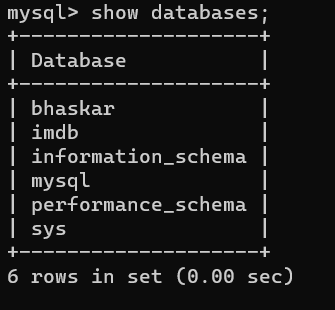 mysql> show databases;
+--------------------+
| Database           |
+--------------------+
| bhaskar            |
| imdb               |
| information_schema |
| mysql              |
| performance_schema |
| sys                |
+--------------------+
6 rows in set (0.00 sec)